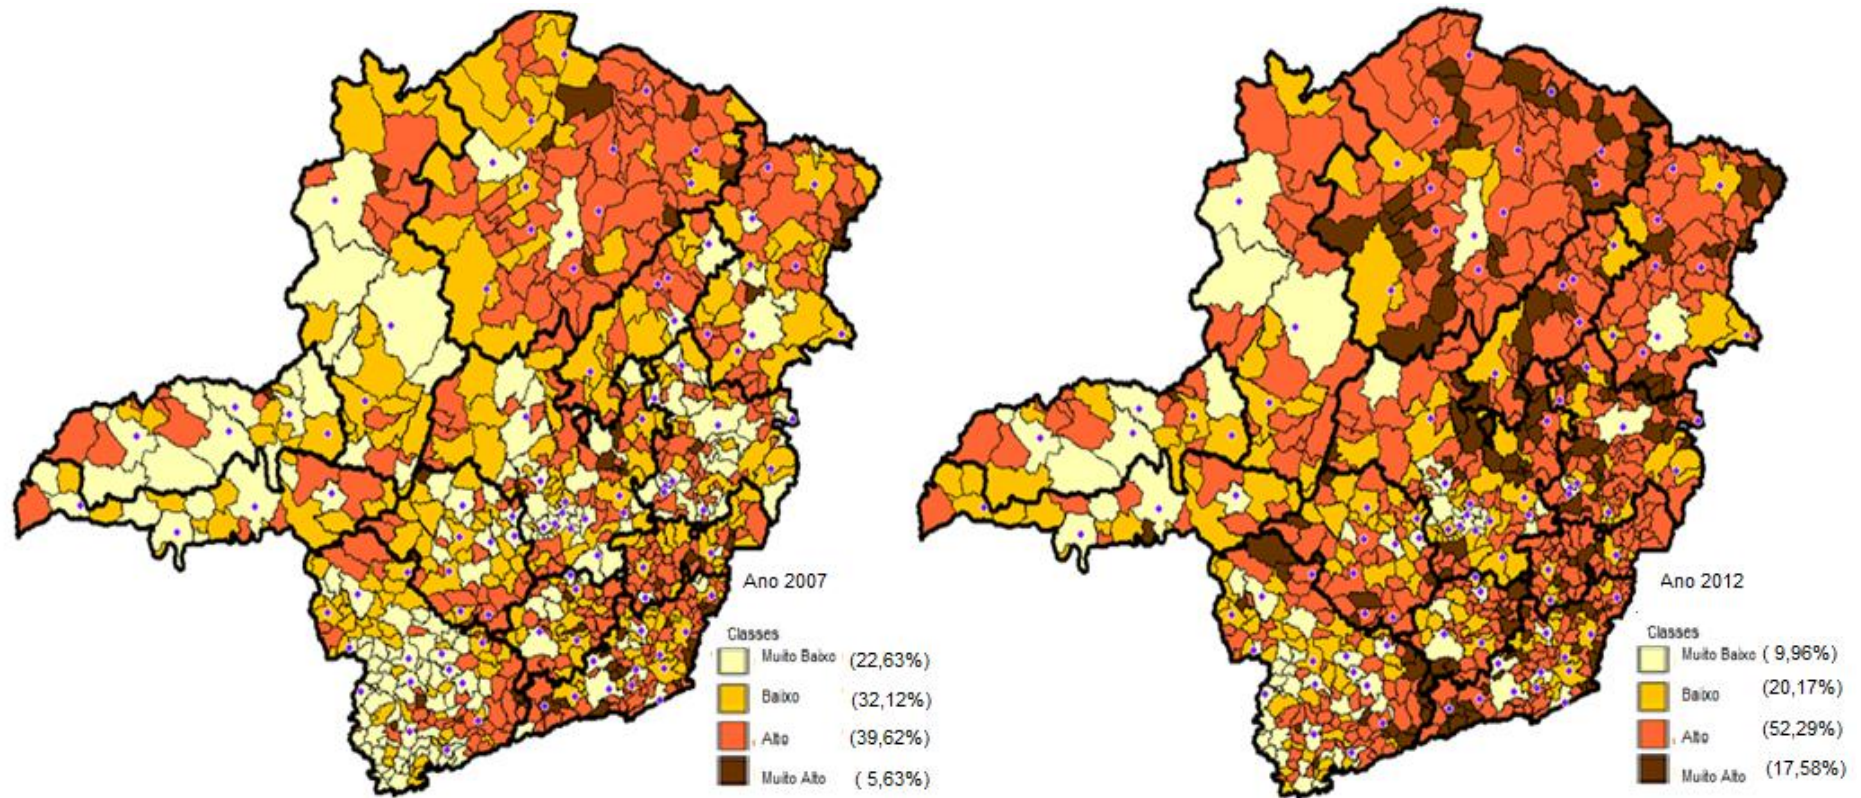 Ano 2007
Classes
Muito Baixo (22,63%)
Baixo (32,12%)
Alto (39,62%)
Muito Alto ( 5,63%)
Ano 2012
Classes
Muito Baixo ( 9,96%)
Baixo (20,17%)
Alto (52,29%)
Muito Alto (17,58%)